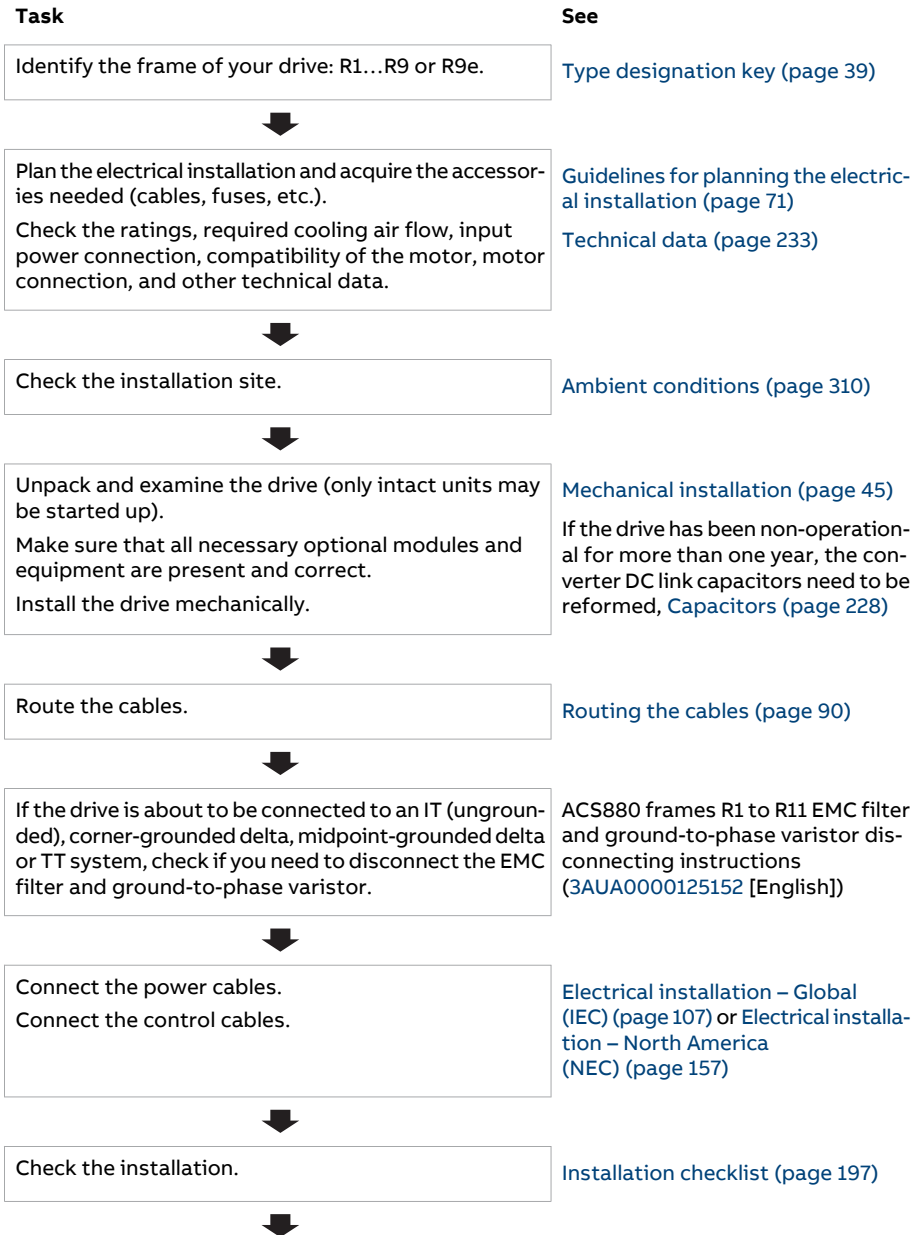 Task
See
Identify the frame of your drive: R1…R9 or R9e.
Type designation key (page 39)
Plan the electrical installation and acquire the accessor-
ies needed (cables, fuses, etc.).
Check the ratings, required cooling air flow, input
power connection, compatibility of the motor, motor
connection, and other technical data.
Guidelines for planning the electric-
al installation (page 71)
Technical data (page 233)
Check the installation site.
Ambient conditions (page 310)
Unpack and examine the drive (only intact units may
be started up).
Make sure that all necessary optional modules and
equipment are present and correct.
Install the drive mechanically.
Mechanical installation (page 45)
If the drive has been non-operation-
al for more than one year, the con-
verter DC link capacitors need to be
reformed, Capacitors (page 228)
Route the cables.
Routing the cables (page 90)
If the drive is about to be connected to an IT (ungroun-
ded), corner-grounded delta, midpoint-grounded delta
or TT system, check if you need to disconnect the EMC
filter and ground-to-phase varistor.
ACS880 frames R1 to R11 EMC filter
and ground-to-phase varistor dis-
connecting instructions
(3AUA0000125152 [English])
Connect the power cables.
Connect the control cables.
Electrical installation – Global
(IEC) (page 107) or Electrical installa-
tion – North America
(NEC) (page 157)
Check the installation.
Installation checklist (page 197)